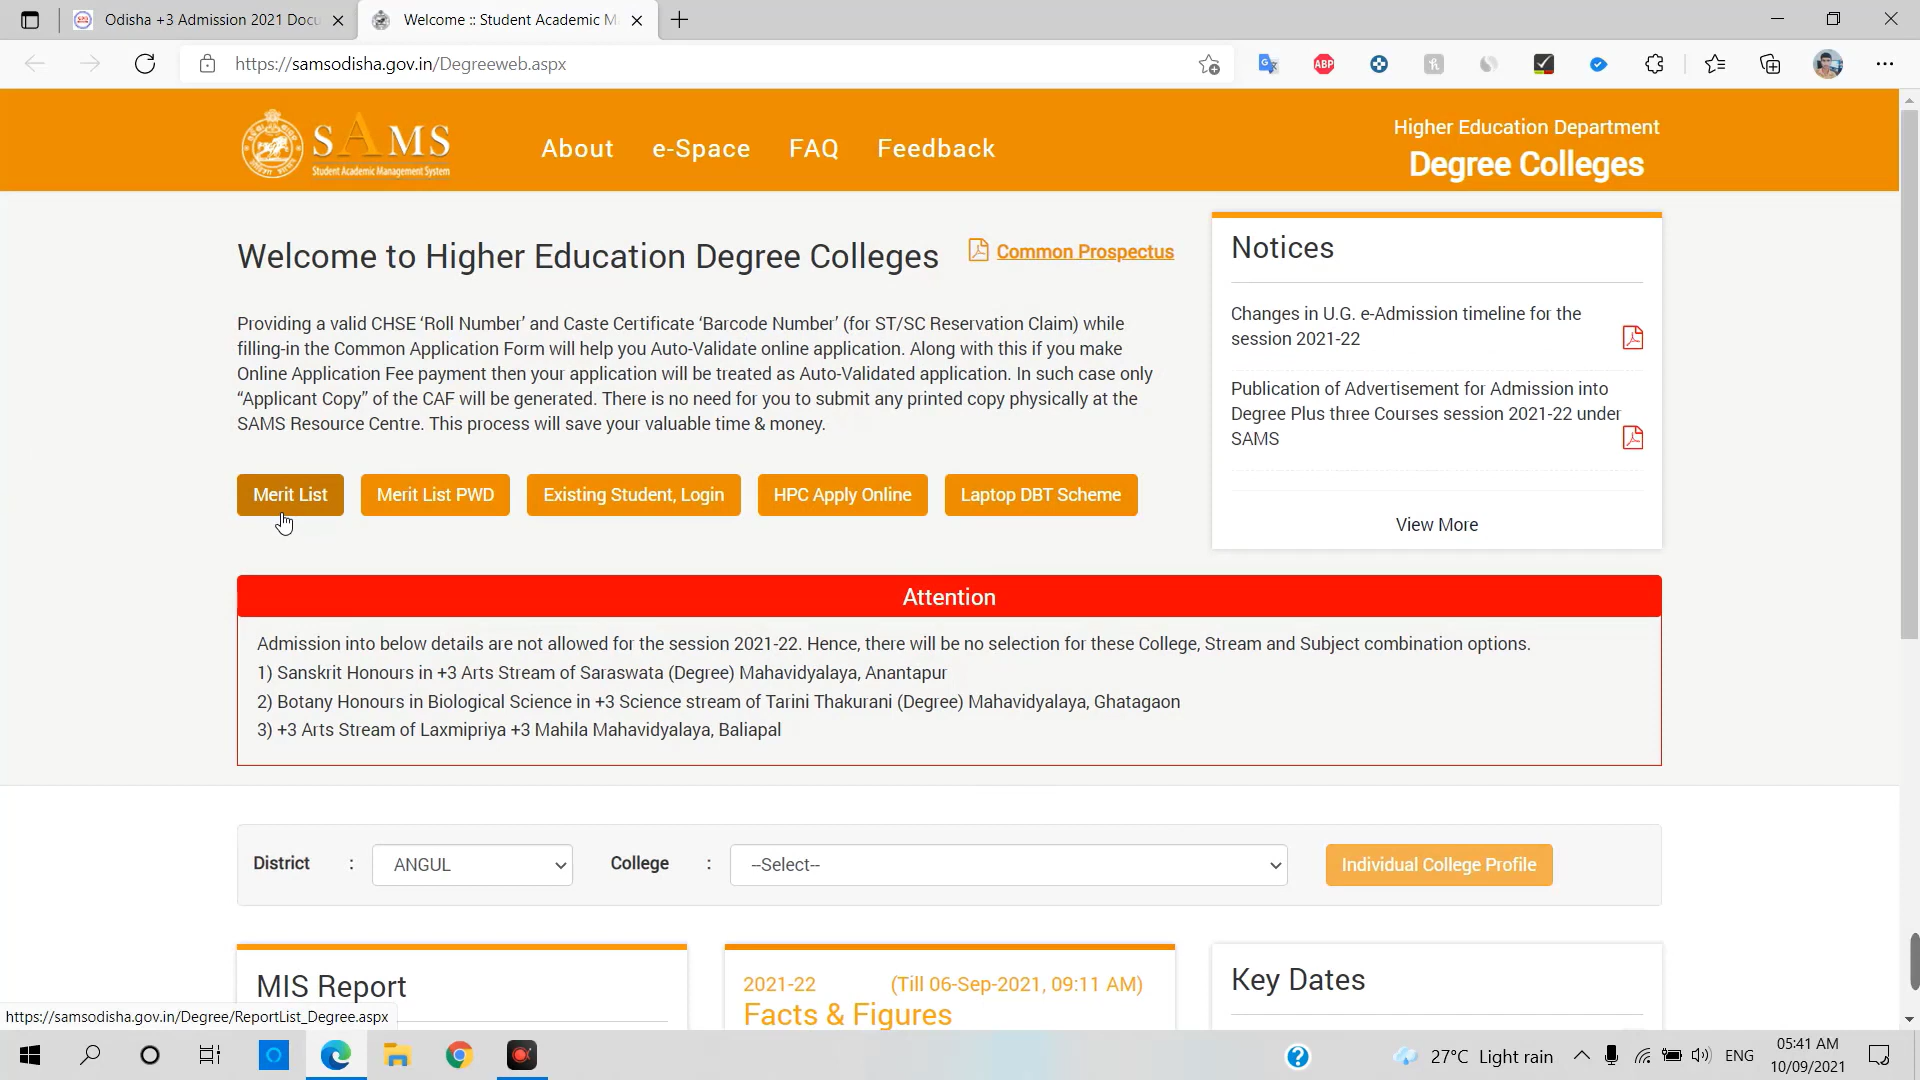 Odisha +3 Admission 2021 Docu
Welcome :: Student Academic M
https://samsodisha.gov.in/Degreeweb.aspx
ABP
SAMS
Student Academic Management System
About
e-Space
FAQ
Feedback
Higher Education Department
Degree Colleges
Welcome to Higher Education Degree Colleges
Common Prospectus
Providing a valid CHSE ‘Roll Number’ and Caste Certificate ‘Barcode Number’ (for ST/SC Reservation Claim) while
filling-in the Common Application Form will help you Auto-Validate online application. Along with this if you make
Online Application Fee payment then your application will be treated as Auto-Validated application. In such case only
“Applicant Copy” of the CAF will be generated. There is no need for you to submit any printed copy physically at the
SAMS Resource Centre. This process will save your valuable time & money.
Merit List
Merit List PWD
Existing Student, Login
HPC Apply Online
Laptop DBT Scheme
Notices
Changes in U.G. e-Admission timeline for the
session 2021-22
Publication of Advertisement for Admission into
Degree Plus three Courses session 2021-22 under
SAMS
View More
Attention
Admission into below details are not allowed for the session 2021-22. Hence, there will be no selection for these College, Stream and Subject combination options.
1) Sanskrit Honours in +3 Arts Stream of Saraswata (Degree) Mahavidyalaya, Anantapur
2) Botany Honours in Biological Science in +3 Science stream of Tarini Thakurani (Degree) Mahavidyalaya, Ghatagaon
3) +3 Arts Stream of Laxmipriya +3 Mahila Mahavidyalaya, Baliapal
District : ANGUL
College : --Select--
Individual College Profile
MIS Report
2021-22 (Till 06-Sep-2021, 09:11 AM)
Facts & Figures
Key Dates
https://samsodisha.gov.in/Degree/ReportList_Degree.aspx
27°C Light rain
ENG
05:41 AM
10/09/2021